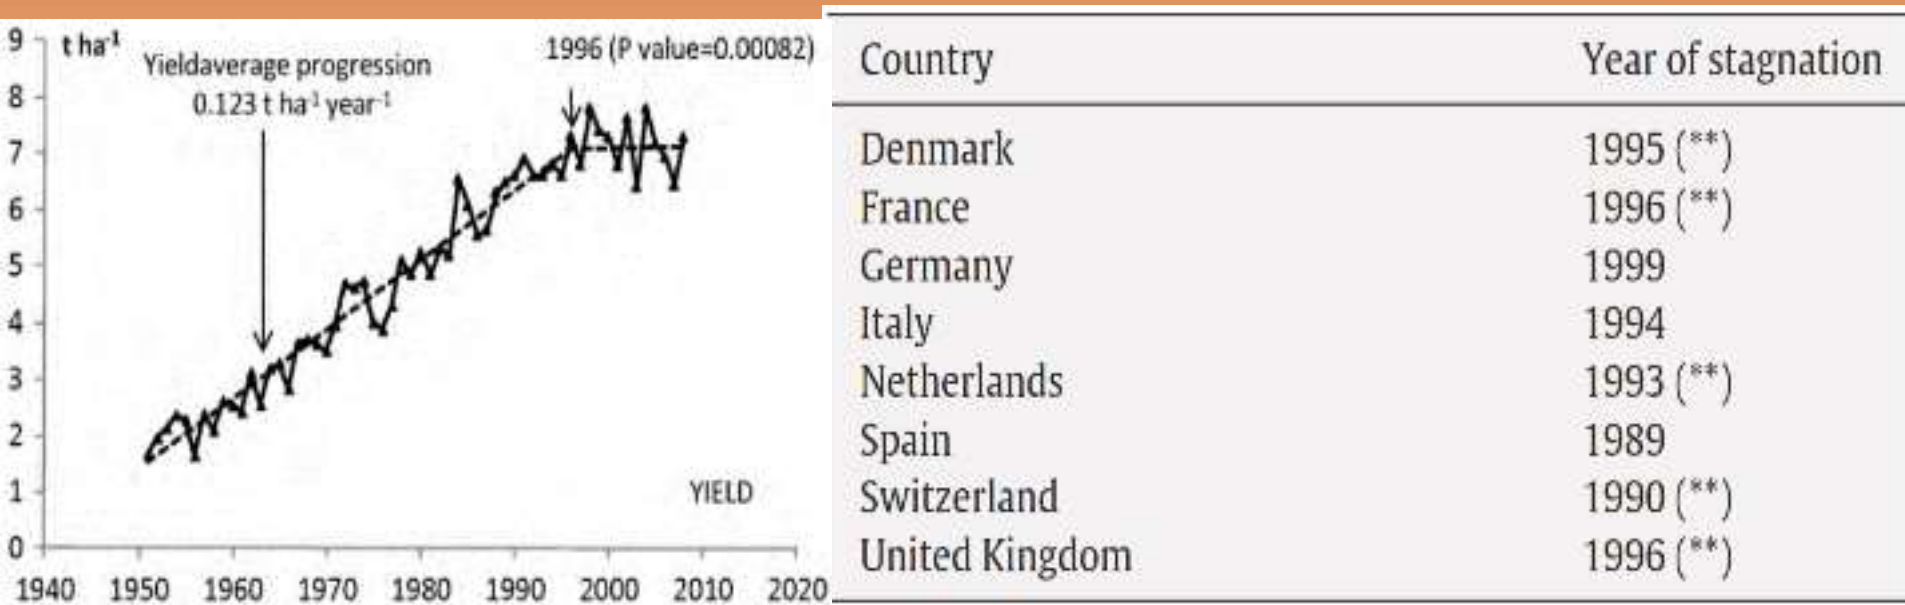 9
t ha-1
8
7
6
5
4
3
2
1
0
Yieldaverage progression
0.123 t ha-1 year-1
1996 (P value=0.00082)
YIELD
1940 1950 1960 1970 1980 1990 2000 2010 2020
Country Year of stagnation
Denmark 1995 (**)
France 1996 (**)
Germany 1999
Italy 1994
Netherlands 1993 (**)
Spain 1989
Switzerland 1990 (**)
United Kingdom 1996 (**)